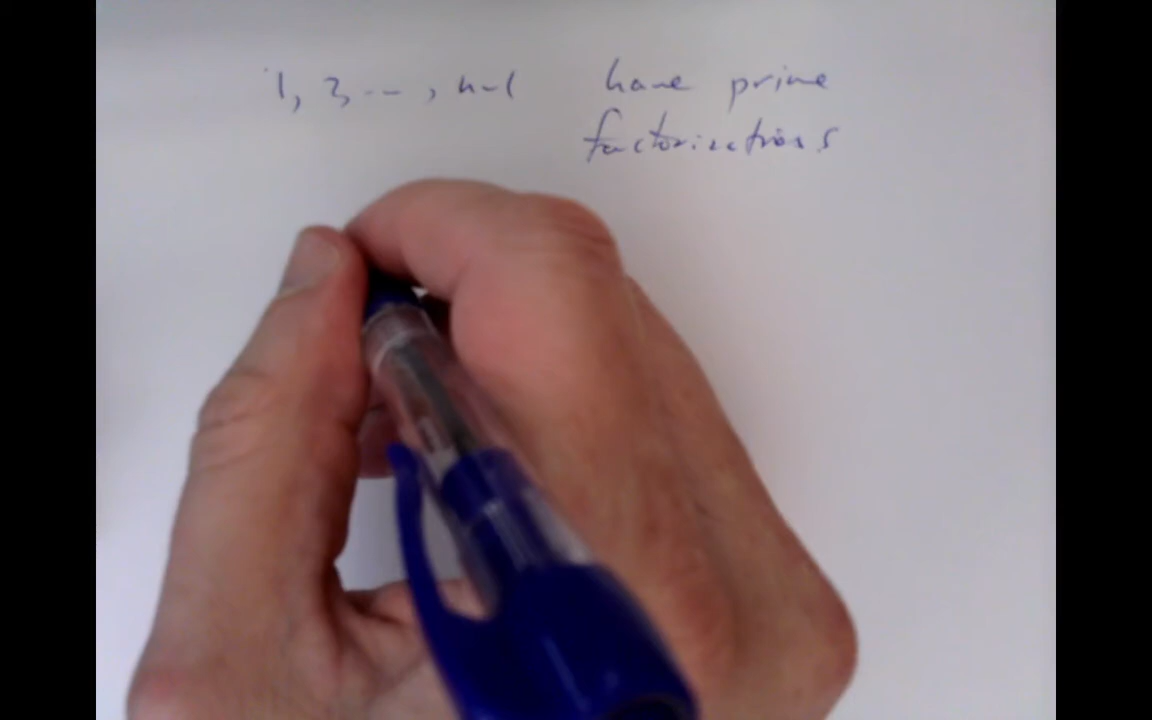 1, 2, ... , n-1 have prime
factorizations